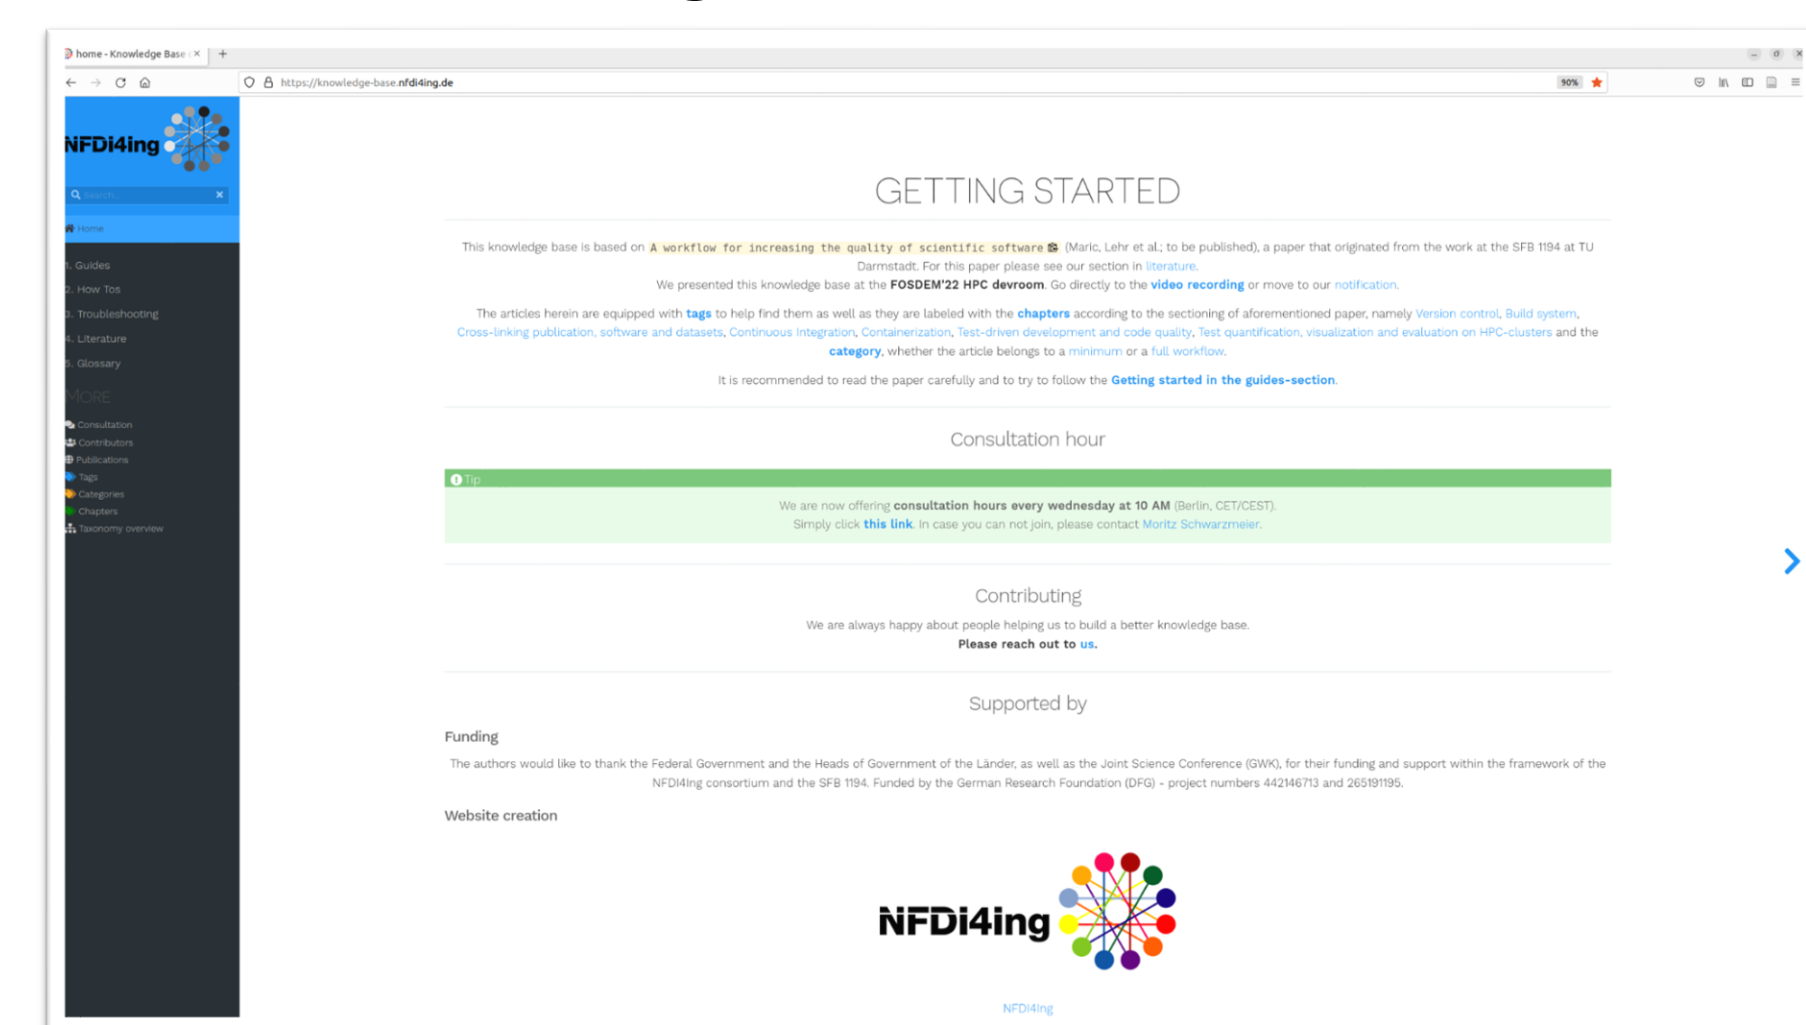 home - Knowledge Base
https://knowledge-base.nfdi4ing.de
90%
NFDi4ing
Search...
Home
1. Guides
2. How Tos
3. Troubleshooting
4. Literature
5. Glossary
MORE
Consultation
Contributors
Publications
Tags
Categories
Chapters
Taxonomy overview
GETTING STARTED
This knowledge base is based on A workflow for increasing the quality of scientific software (Maric, Lehr et al.; to be published), a paper that originated from the work at the SFB 1194 at TU
Darmstadt. For this paper please see our section in literature.
We presented this knowledge base at the FOSDEM'22 HPC devroom. Go directly to the video recording or move to our notification.
The articles herein are equipped with tags to help find them as well as they are labeled with the chapters according to the sectioning of aforementioned paper, namely Version control, Build system,
Cross-linking publication, software and datasets, Continuous Integration, Containerization, Test-driven development and code quality, Test quantification, visualization and evaluation on HPC-clusters and the
category, whether the article belongs to a minimum or a full workflow.
It is recommended to read the paper carefully and to try to follow the Getting started in the guides-section.
Consultation hour
Tip
We are now offering consultation hours every wednesday at 10 AM (Berlin, CET/CEST).
Simply click this link. In case you can not join, please contact Moritz Schwarzmeier.
Contributing
We are always happy about people helping us to build a better knowledge base.
Please reach out to us.
Supported by
Funding
The authors would like to thank the Federal Government and the Heads of Government of the Länder, as well as the Joint Science Conference (GWK), for their funding and support within the framework of the
NFDI4Ing consortium and the SFB 1194. Funded by the German Research Foundation (DFG) - project numbers 442146713 and 265191195.
Website creation
NFDi4ing
NFDI4Ing